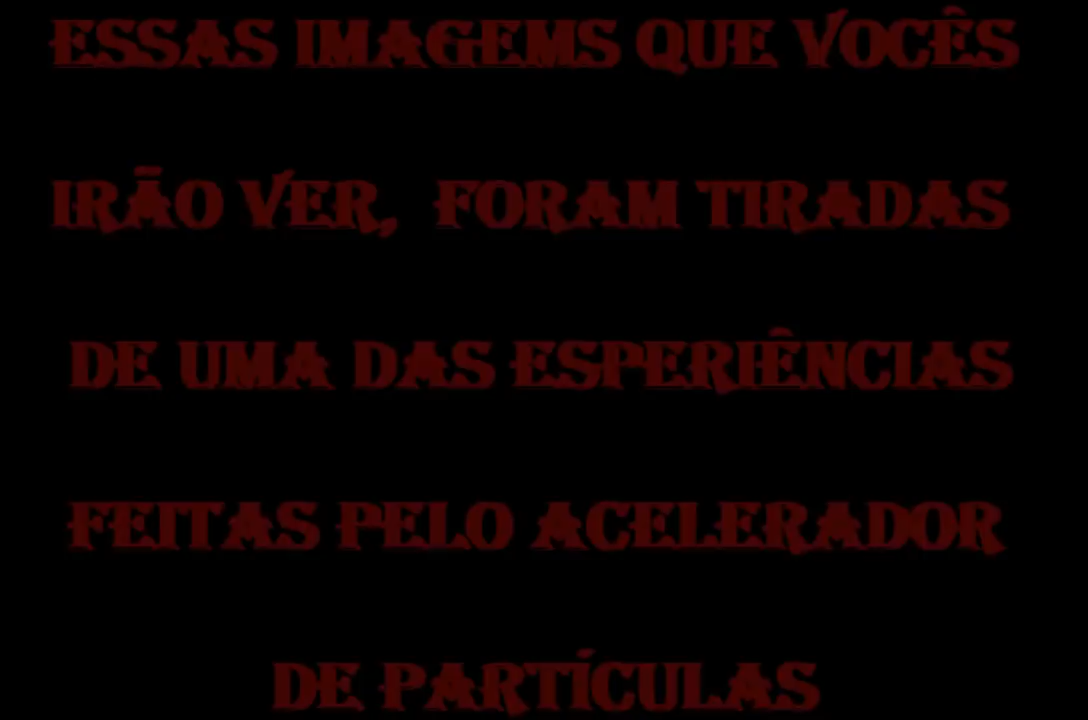 ESSAS IMAGEMS QUE VOCÊS
IRÃO VER, FORAM TIRADAS
DE UMA DAS ESPERIÊNCIAS
FEITAS PELO ACELERADOR
DE PARTÍCULAS